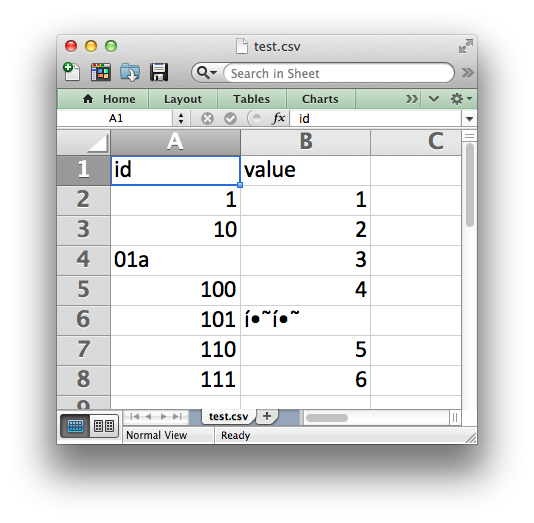 test.csv
Search in Sheet
Home Layout Tables Charts
A1 fx id
A B C
1 id value
2 1 1
3 10 2
4 01a 3
5 100 4
6 101 í•˜í•˜
7 110 5
8 111 6
9
test.csv
Normal View Ready